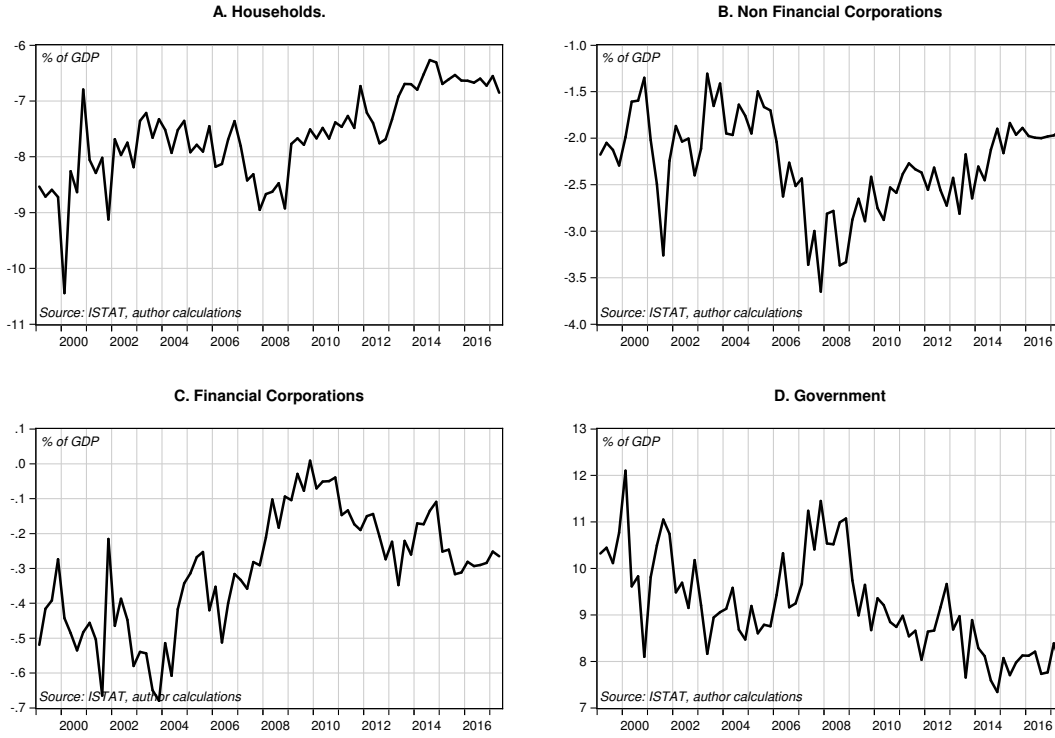 A. Households.
-6
-7
-8
-9
-10
-11
% of GDP
Source: ISTAT, author calculations
2000 2002 2004 2006 2008 2010 2012 2014 2016
B. Non Financial Corporations
-1.0
-1.5
-2.0
-2.5
-3.0
-3.5
-4.0
% of GDP
Source: ISTAT, author calculations
2000 2002 2004 2006 2008 2010 2012 2014 2016
C. Financial Corporations
.1
.0
-.1
-.2
-.3
-.4
-.5
-.6
-.7
% of GDP
Source: ISTAT, author calculations
2000 2002 2004 2006 2008 2010 2012 2014 2016
D. Government
13
12
11
10
9
8
7
% of GDP
Source: ISTAT, author calculations
2000 2002 2004 2006 2008 2010 2012 2014 2016